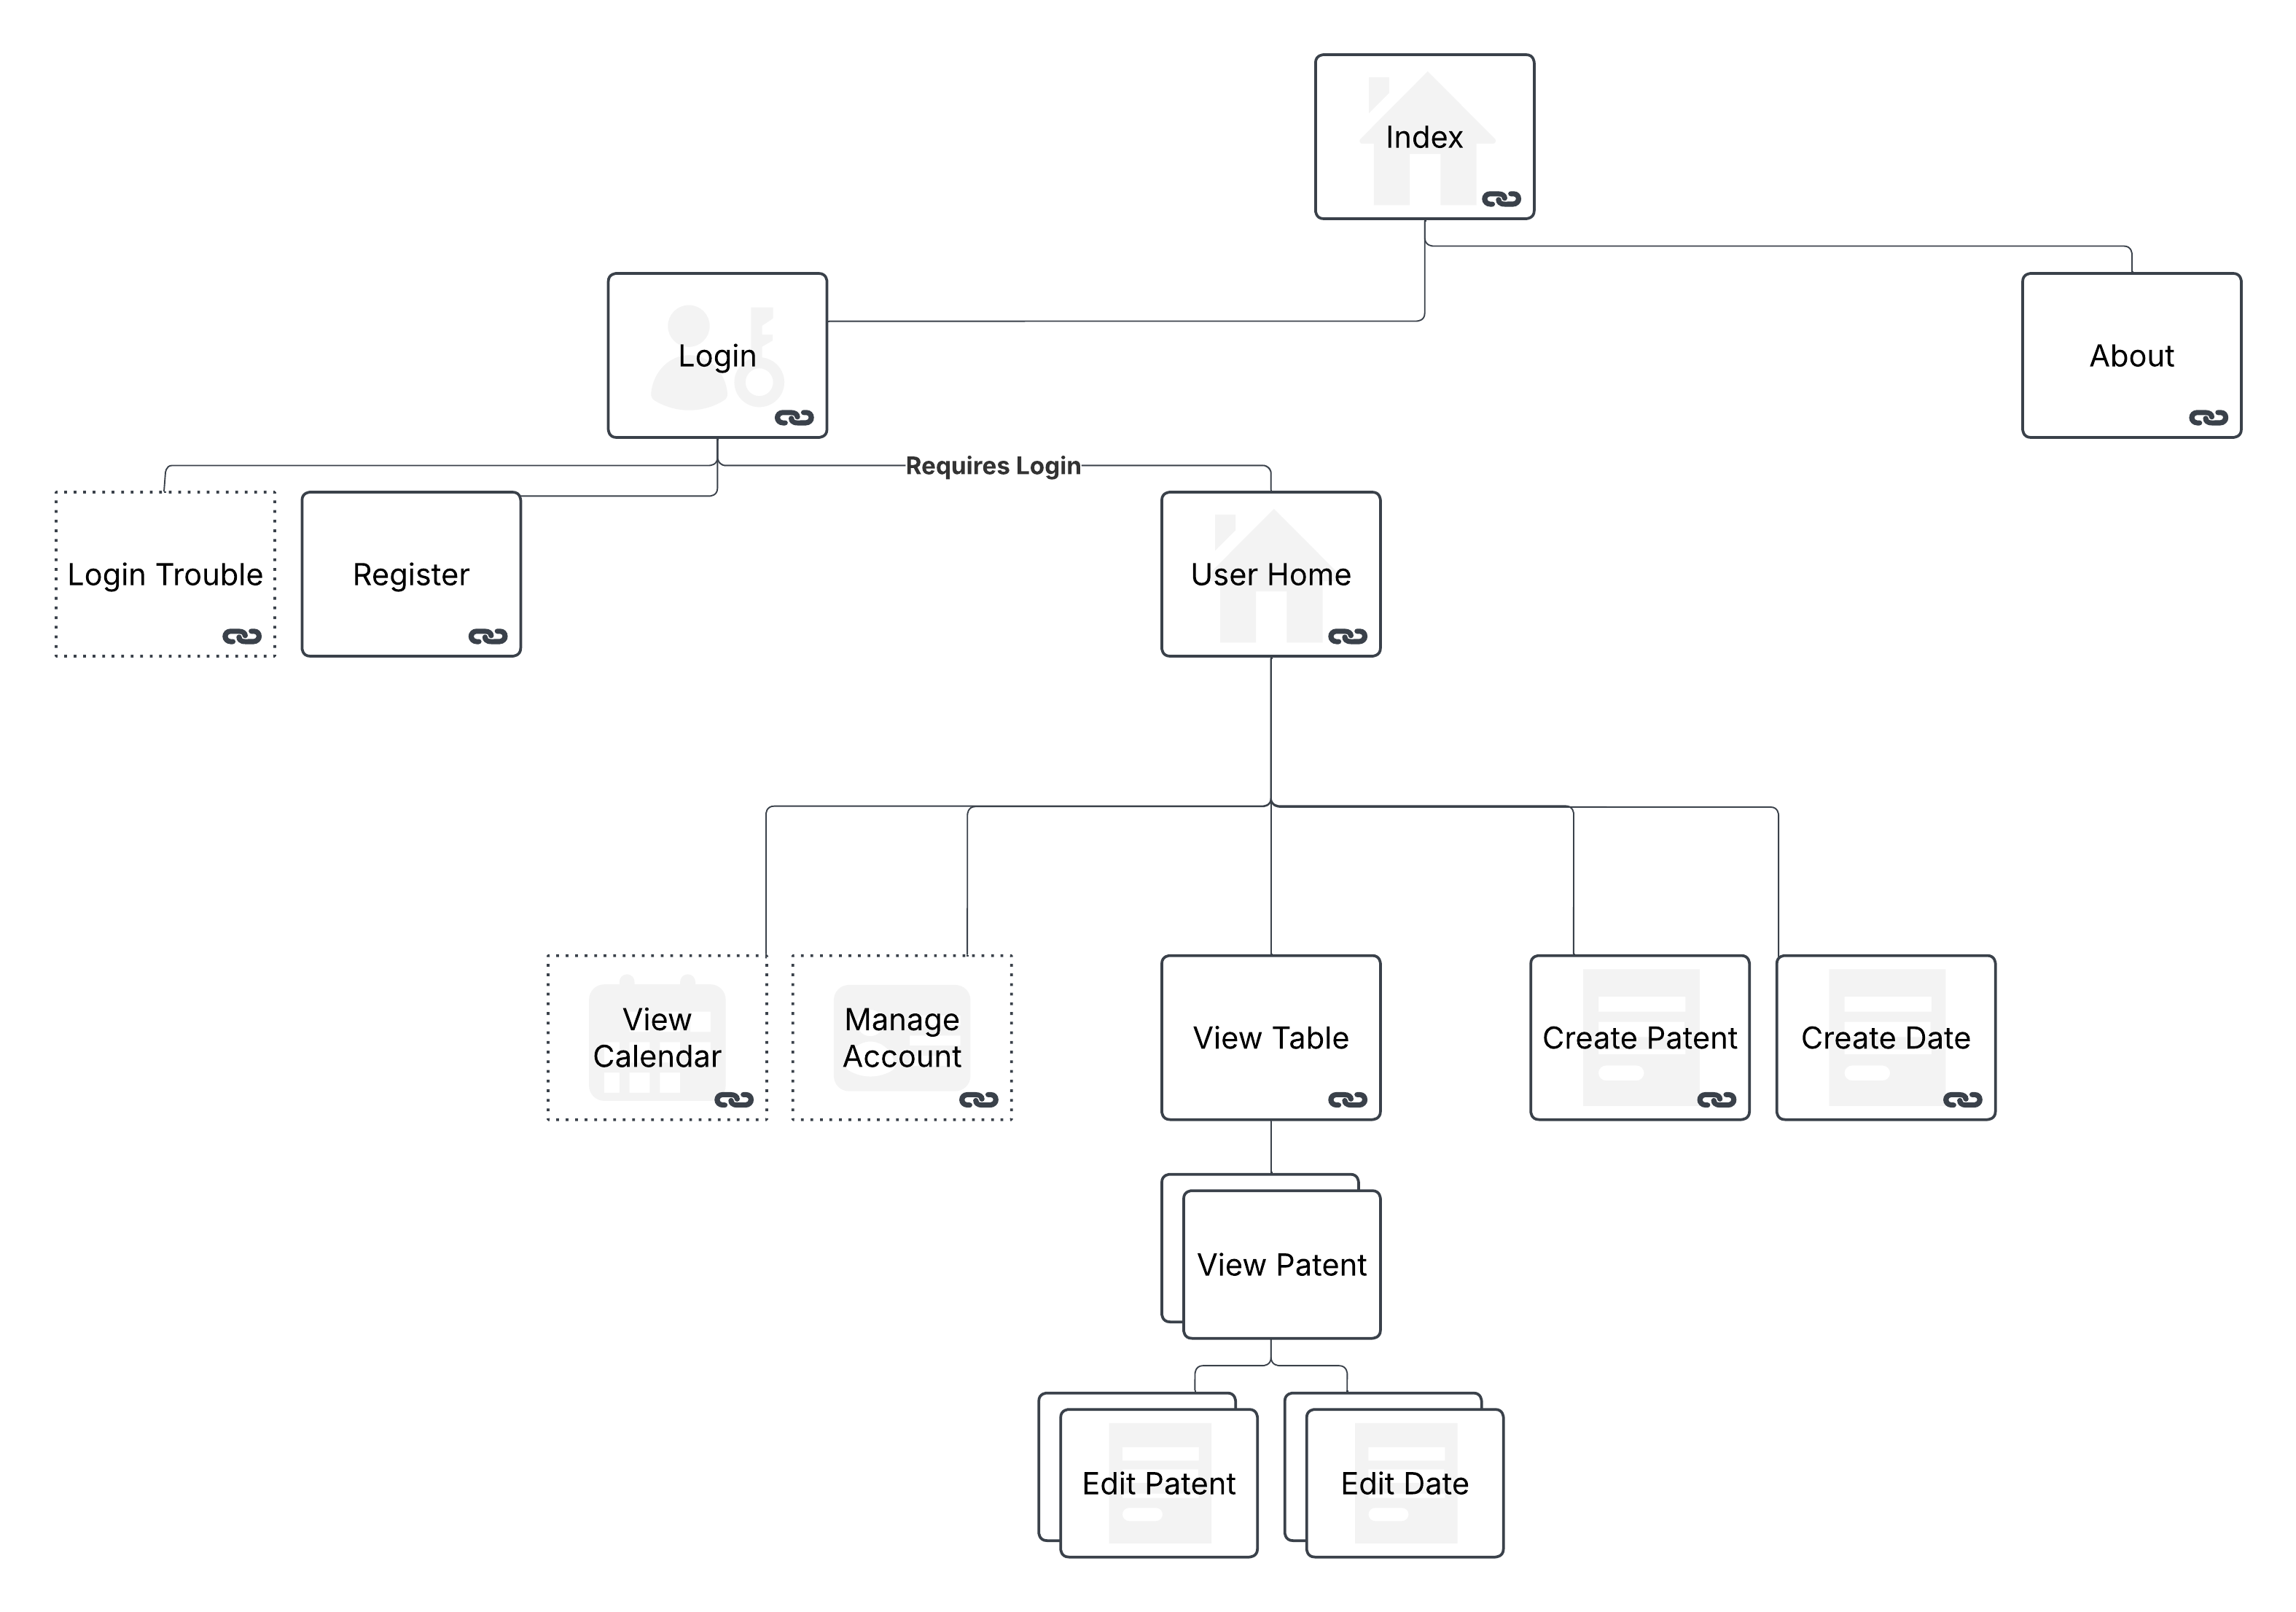 Index
Login
About
Requires Login
Login Trouble
Register
User Home
View
Calendar
Manage
Account
View Table
Create Patent
Create Date
View Patent
Edit Patent
Edit Date